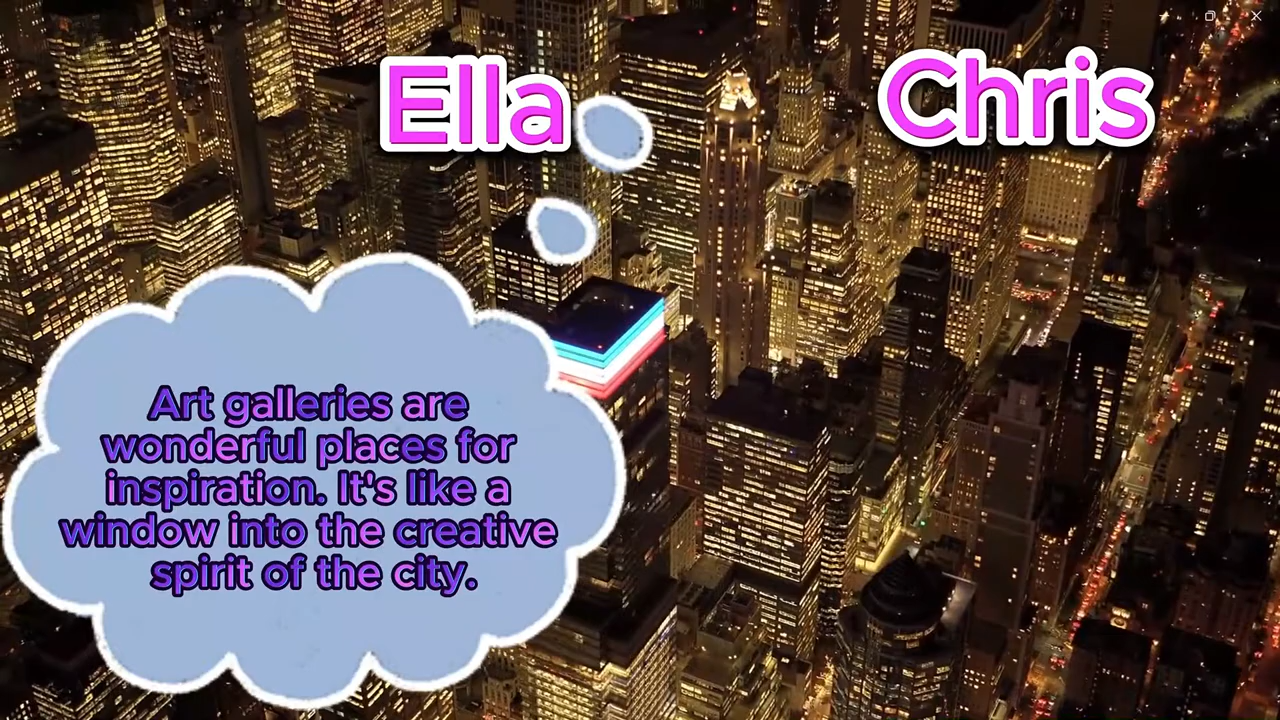 Ella
Chris
Art galleries are
wonderful places for
inspiration. It's like a
window into the creative
spirit of the city.